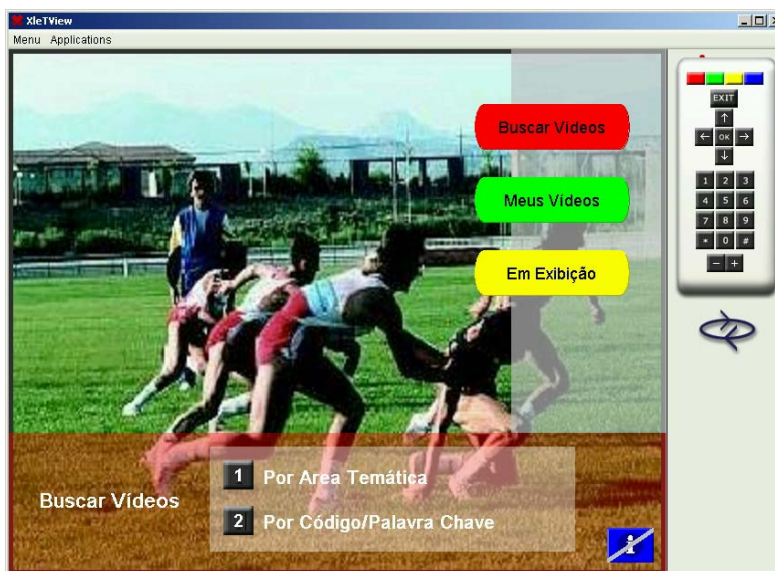 XleTView
Menu Applications
Buscar Vídeos
Meus Vídeos
Em Exibição
Buscar Vídeos
1 Por Area Temática
2 Por Código/Palavra Chave
i
EXIT
OK
1 2 3
4 5 6
7 8 9
* 0 #
- +